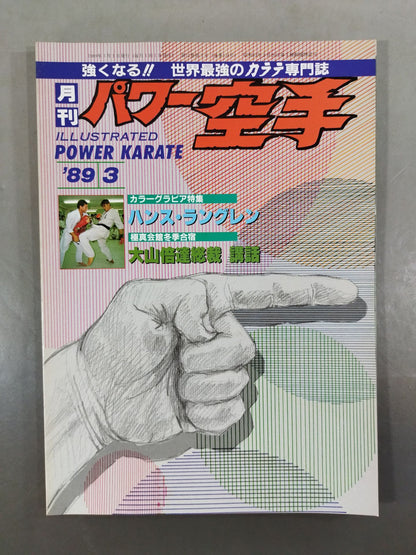 強くなる!! 世界最強のカラテ専門誌
月刊
パワー空手
ILLUSTRATED
POWER KARATE
'89 3
カラーグラビア特集
ハンス・ラングレン
極真会館冬季合宿
大山倍達総裁 講話